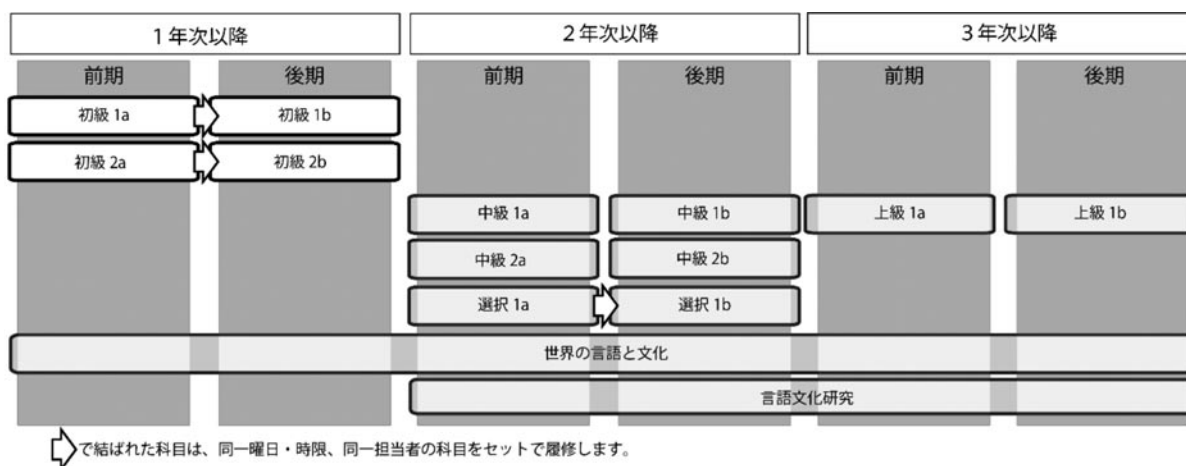 1年次以降 2年次以降 3年次以降
前期 後期 前期 後期 前期 後期
初級 1a 初級 1b
初級 2a 初級 2b
中級 1a 中級 1b 上級 1a 上級 1b
中級 2a 中級 2b
選択 1a 選択 1b
世界の言語と文化
言語文化研究
で結ばれた科目は、同一曜日・時限、同一担当者の科目をセットで履修します。